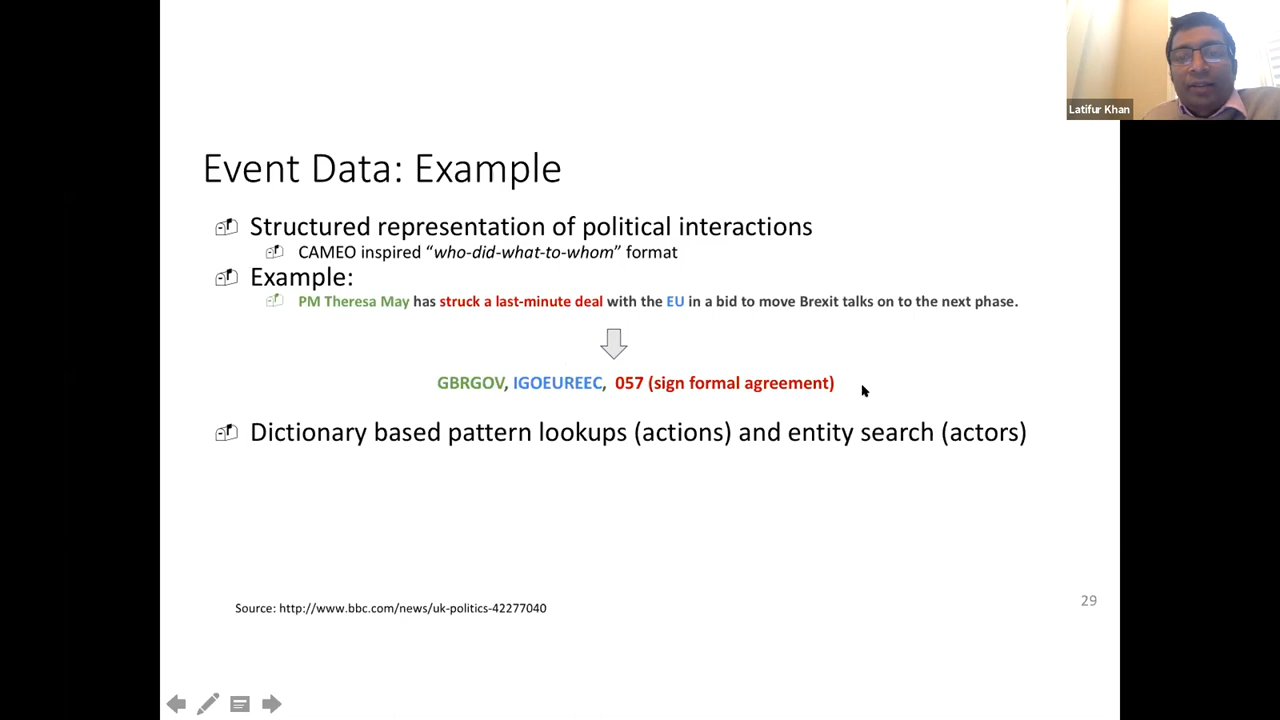 Latifur Khan
Event Data: Example
Structured representation of political interactions
CAMEO inspired “who-did-what-to-whom” format
Example:
PM Theresa May has struck a last-minute deal with the EU in a bid to move Brexit talks on to the next phase.
GBRGOV, IGOEUREEC, 057 (sign formal agreement)
Dictionary based pattern lookups (actions) and entity search (actors)
29
Source: http://www.bbc.com/news/uk-politics-42277040